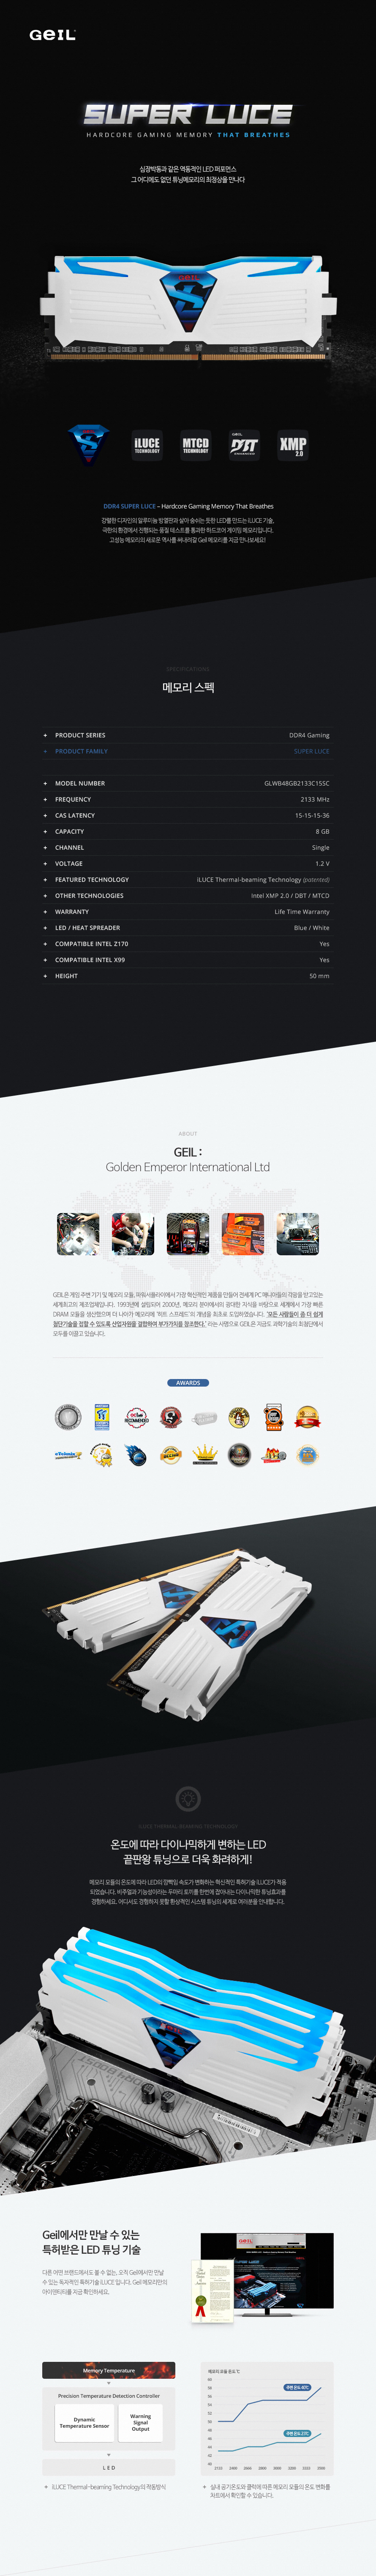 GEIL
SUPER LUCE
HARDCORE GAMING MEMORY THAT BREATHES
심장박동과 같은 역동적인 LED 퍼포먼스
그 어디에도 없던 튜닝메모리의 최정상을 만나다
GEIL
iLUCE
TECHNOLOGY
MTCD
TECHNOLOGY
GEIL
DBT
XMP
2.0
DDR4 SUPER LUCE – Hardcore Gaming Memory That Breathes
강렬한 디자인의 알루미늄 방열판과 살아 숨쉬는 듯한 LED를 만드는 iLUCE 기술,
극한의 환경에서 진행되는 품질 테스트를 통과한 하드코어 게이밍 메모리입니다.
고성능 메모리의 새로운 역사를 써내려갈 Geil 메모리를 지금 만나보세요!
SPECIFICATIONS
메모리 스펙
+ PRODUCT SERIES DDR4 Gaming
+ PRODUCT FAMILY SUPER LUCE
+ MODEL NUMBER GLWB48GB2133C15SC
+ FREQUENCY 2133 MHz
+ CAS LATENCY 15-15-15-36
+ CAPACITY 8 GB
+ CHANNEL Single
+ VOLTAGE 1.2 V
+ FEATURED TECHNOLOGY iLUCE Thermal-beaming Technology (patented)
+ OTHER TECHNOLOGIES Intel XMP 2.0 / DBT / MTCD
+ WARRANTY Life Time Warranty
+ LED / HEAT SPREADER Blue / White
+ COMPATIBLE INTEL Z170 Yes
+ COMPATIBLE INTEL X99 Yes
+ HEIGHT 50 mm
ABOUT
GEIL :
Golden Emperor International Ltd
GEIL은 게임 주변 기기 및 메모리 모듈, 파워서플라이에서 가장 혁신적인 제품을 만들어 전세계 PC 매니아들의 각광을 받고있는
세계최고의 제조업체입니다. 1993년에 설립되어 2000년, 메모리 분야에서의 공대한 지식을 바탕으로 세계에서 가장 빠른
DRAM 모듈을 생산했으며 더 나아가 메모리에 '히트 스프레드'의 개념을 최초로 도입하였습니다. "모든 사람들이 좀 더 쉽게
첨단기술을 접할 수 있도록 산업자원을 결합하여 부가가치를 창조한다." 라는 사명으로 GEIL은 지금도 과학기술의 최첨단에서
모두를 이끌고 있습니다.
AWARDS
RECOMMENDED
eTeknix
iLUCE THERMAL-BEAMING TECHNOLOGY
온도에 따라 다이나믹하게 변하는 LED
끝판왕 튜닝으로 더욱 화려하게!
메모리 모듈의 온도에 따라 LED의 깜빡임 속도가 변화하는 혁신적인 특허기술 iLUCE가 적용
되었습니다. 비주얼과 기능성이라는 두마리 토끼를 한번에 잡아내는 다이나믹한 튜닝효과를
경험하세요. 어디서도 경험하지 못할 환상적인 시스템 튜닝의 세계로 여러분을 안내합니다.
GEIL
Geil에서만 만날 수 있는
특허받은 LED 튜닝 기술
다른 어떤 브랜드에서도 볼 수 없는, 오직 Geil에서만 만날
수 있는 독자적인 특허기술 iLUCE 입니다. Geil 메모리만의
아이덴티티를 지금 확인하세요.
GEIL
SUPER LUCE
Memory Temperature
Precision Temperature Detection Controller
Dynamic
Temperature Sensor
Warning
Signal
Output
LED
+ iLUCE Thermal-beaming Technology의 작동방식
메모리 모듈 온도 ℃
60
58
56
54
52
50
48
46
44
42
40
주변 온도 40℃
주변 온도 27℃
2133 2400 2666 2800 3000 3200 3333 3500
+ 실내 공기온도와 클럭에 따른 메모리 모듈의 온도 변화를
차트에서 확인할 수 있습니다.